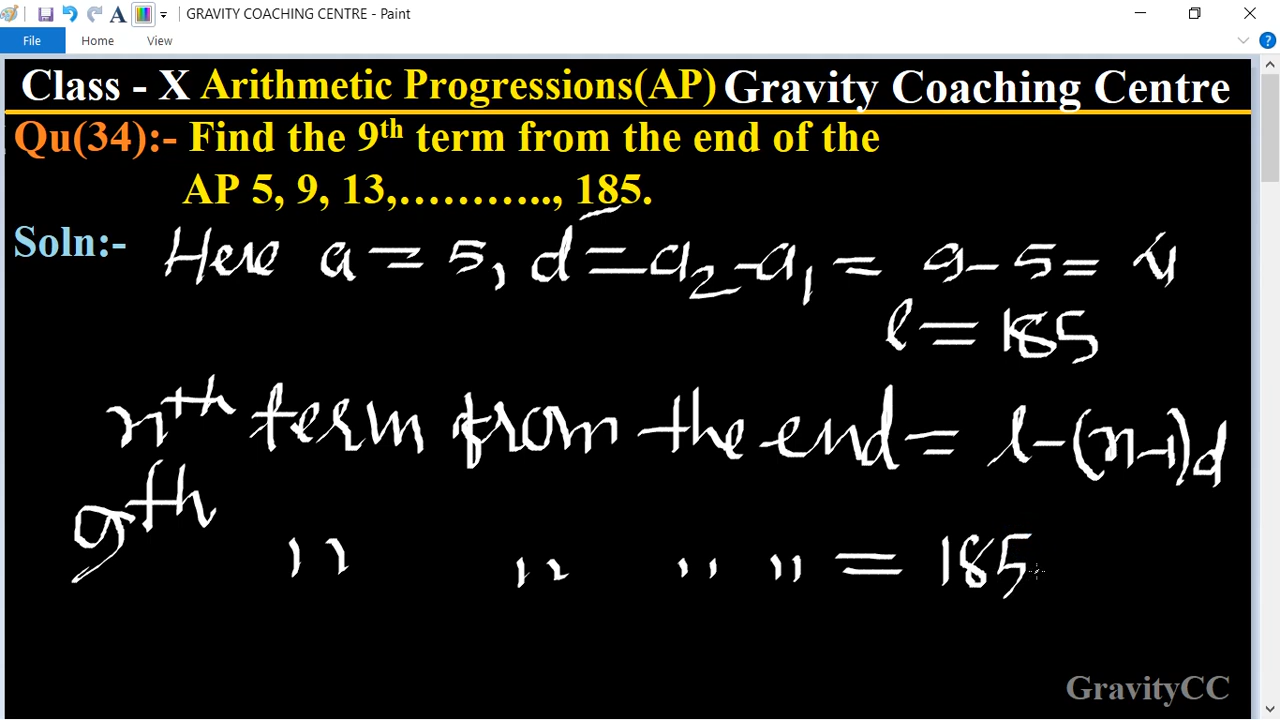 GRAVITY COACHING CENTRE - Paint
File Home View
Class - X Arithmetic Progressions(AP) Gravity Coaching Centre
Qu(34):- Find the 9th term from the end of the
AP 5, 9, 13,……….., 185.
Soln:- Here a = 5, d = a2 - a1 = 9 - 5 = 4
l = 185
nth term from the end = l - (n-1)d
9th " " " " = 185
GravityCC